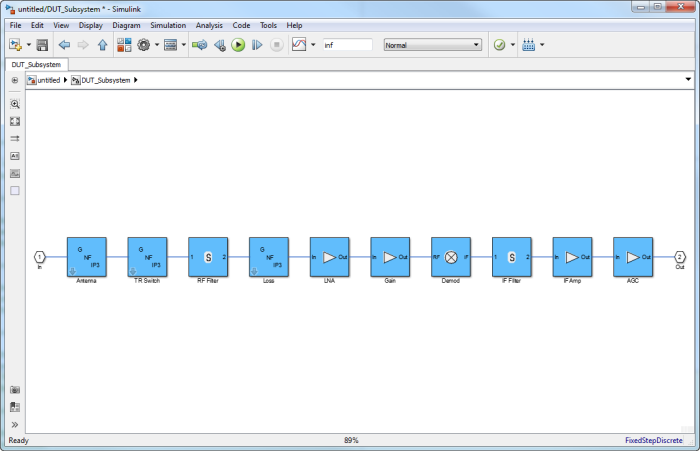 untitled/DUT_Subsystem * - Simulink
File Edit View Display Diagram Simulation Analysis Code Tools Help
inf Normal
DUT_Subsystem
untitled DUT_Subsystem
G G G
NF NF 1 S 2 NF In Out In Out RF IF 1 S 2 In Out In Out
IP3 IP3 IP3
1 2
In Antenna TR Switch RF Filter Loss LNA Gain Demod IF Filter IF Amp AGC Out
Ready 89% FixedStepDiscrete